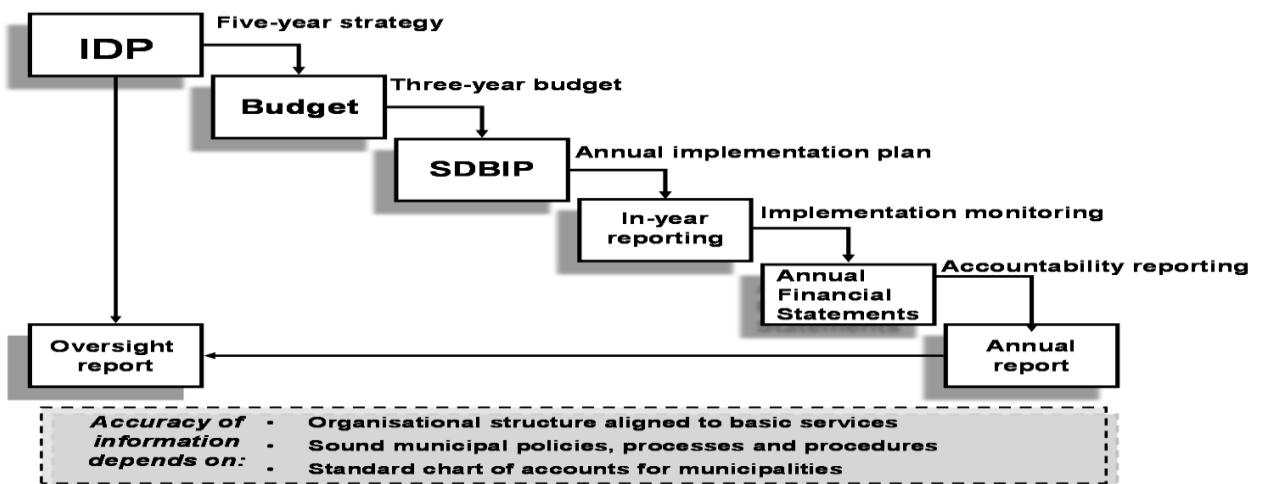 IDP
Five-year strategy
Budget
Three-year budget
SDBIP
Annual implementation plan
In-year
reporting
Implementation monitoring
Annual
Financial
Statements
Accountability reporting
Annual
report
Oversight
report
Accuracy of
information
depends on:
- Organisational structure aligned to basic services
- Sound municipal policies, processes and procedures
- Standard chart of accounts for municipalities